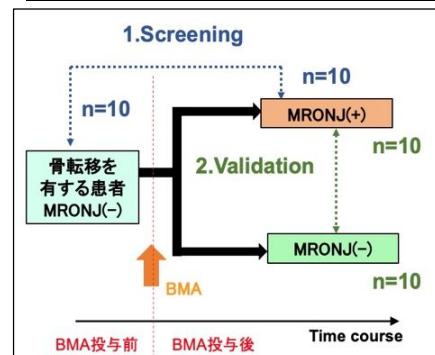 1.Screening
n=10
n=10
MRONJ(+)
n=10
骨転移を
有する患者
MRONJ(−)
2.Validation
MRONJ(−)
n=10
BMA
Time course
BMA投与前
BMA投与後